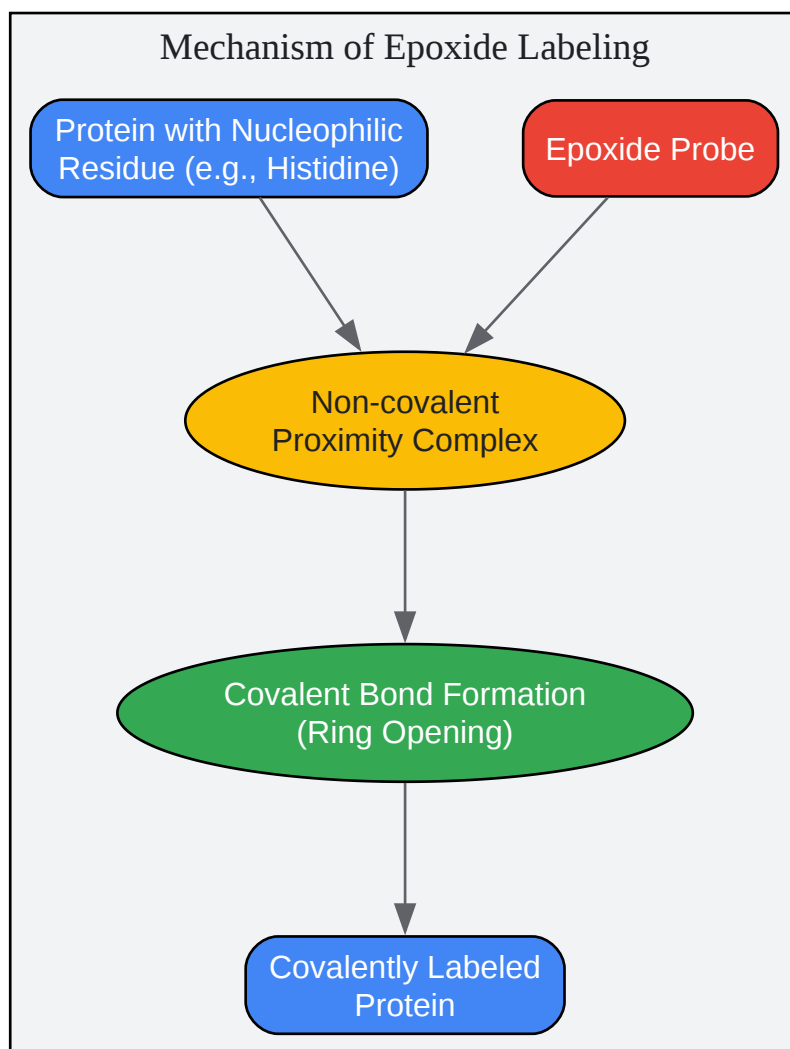 Mechanism of Epoxide Labeling
Protein with Nucleophilic
Residue (e.g., Histidine)
Epoxide Probe
Non-covalent
Proximity Complex
Covalent Bond Formation
(Ring Opening)
Covalently Labeled
Protein